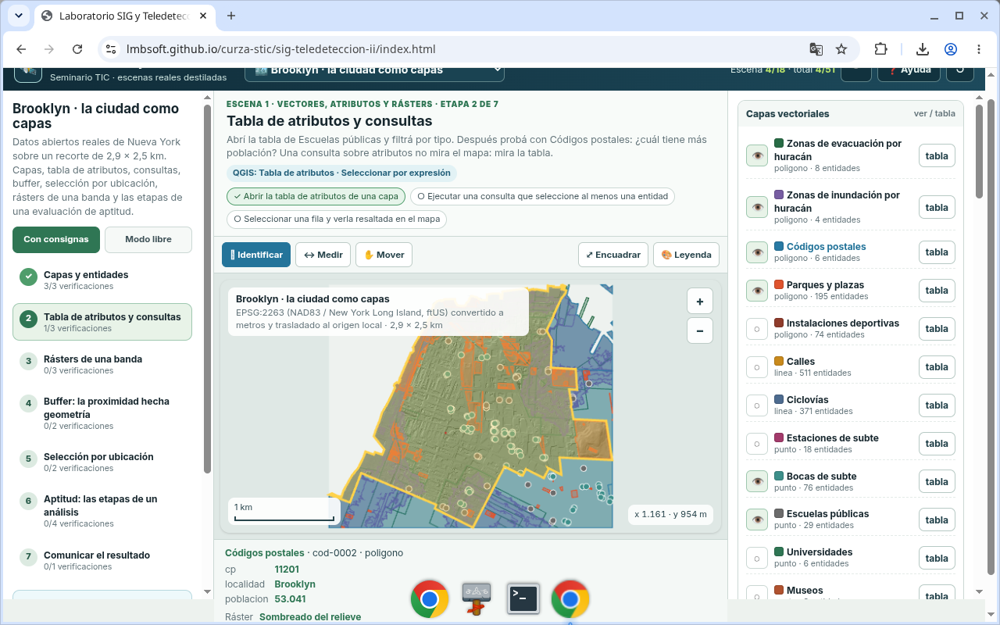 Laboratorio SIG y Teledetec
lmbsoft.github.io/curza-stic/sig-teledeteccion-ii/index.html
Seminario TIC · escenas reales destiladas
Brooklyn · la ciudad como capas
Escena 4/18 · total 4/51
Ayuda
Brooklyn · la ciudad como
capas
Datos abiertos reales de Nueva York
sobre un recorte de 2,9 × 2,5 km.
Capas, tabla de atributos, consultas,
buffer, selección por ubicación,
rásters de una banda y las etapas de
una evaluación de aptitud.
Con consignas
Modo libre
Capas y entidades
3/3 verificaciones
2
Tabla de atributos y consultas
1/3 verificaciones
3
Rásters de una banda
0/3 verificaciones
4
Buffer: la proximidad hecha
geometría
0/2 verificaciones
5
Selección por ubicación
0/2 verificaciones
6
Aptitud: las etapas de un
análisis
0/4 verificaciones
7
Comunicar el resultado
0/1 verificaciones
ESCENA 1 · VECTORES, ATRIBUTOS Y RÁSTERS · ETAPA 2 DE 7
Tabla de atributos y consultas
Abrí la tabla de Escuelas públicas y filtrá por tipo. Después probá con Códigos postales: ¿cuál tiene más
población? Una consulta sobre atributos no mira el mapa: mira la tabla.
QGIS: Tabla de atributos · Seleccionar por expresión
✓ Abrir la tabla de atributos de una capa
○ Ejecutar una consulta que seleccione al menos una entidad
○ Seleccionar una fila y verla resaltada en el mapa
Identificar
↔ Medir
Mover
Encuadrar
Leyenda
Brooklyn · la ciudad como capas
EPSG:2263 (NAD83 / New York Long Island, ftUS) convertido a
metros y trasladado al origen local · 2,9 × 2,5 km
+
−
1 km
x 1.161 · y 954 m
Códigos postales · cod-0002 · poligono
cp 11201
localidad Brooklyn
poblacion 53.041
Ráster Sombreado del relieve
Capas vectoriales
ver / tabla
Zonas de evacuación por
huracán
poligono · 8 entidades
tabla
Zonas de inundación por
huracán
poligono · 4 entidades
tabla
Códigos postales
poligono · 6 entidades
tabla
Parques y plazas
poligono · 195 entidades
tabla
Instalaciones deportivas
poligono · 74 entidades
tabla
Calles
linea · 511 entidades
tabla
Ciclovías
linea · 371 entidades
tabla
Estaciones de subte
punto · 18 entidades
tabla
Bocas de subte
punto · 76 entidades
tabla
Escuelas públicas
punto · 29 entidades
tabla
Universidades
punto · 6 entidades
tabla
Museos
tabla